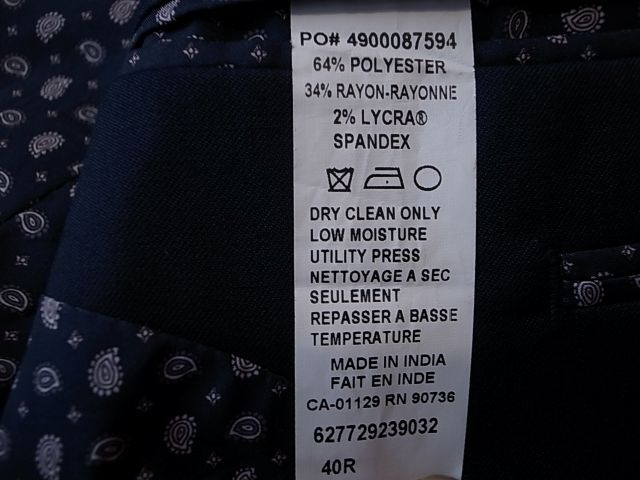 PO# 4900087594
64% POLYESTER
34% RAYON-RAYONNE
2% LYCRA®
SPANDEX
DRY CLEAN ONLY
LOW MOISTURE
UTILITY PRESS
NETTOYAGE A SEC
SEULEMENT
REPASSER A BASSE
TEMPERATURE
MADE IN INDIA
FAIT EN INDE
CA-01129 RN 90736
627729239032
40R